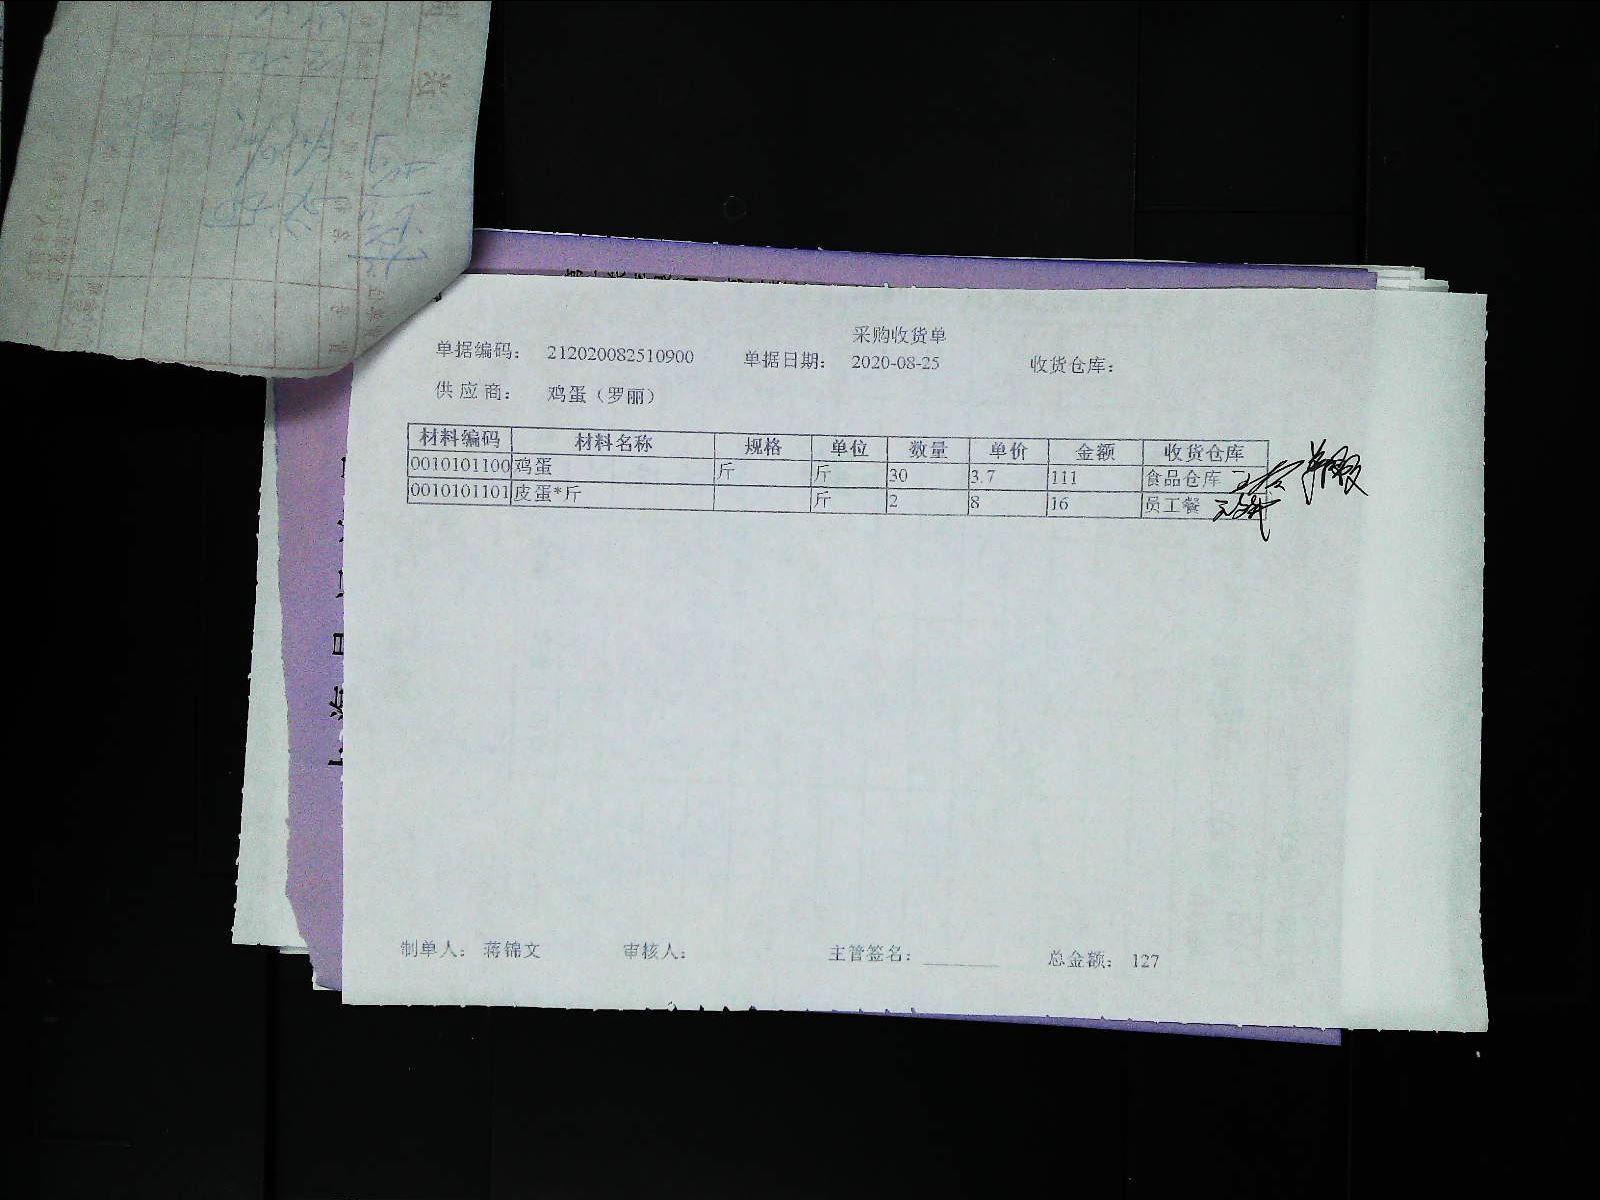 采购收货单
单据编码： 212020082510900 单据日期： 2020-08-25 收货仓库：
供应商： 鸡蛋（罗丽）
材料编码 材料名称 规格 单位 数量 单价 金额 收货仓库
0010101100 鸡蛋 斤 斤 30 3.7 111 食品仓库
0010101101 皮蛋*斤 斤 2 8 16 员工餐
制单人： 蒋锦文 审核人： 主管签名：________ 总金额： 127